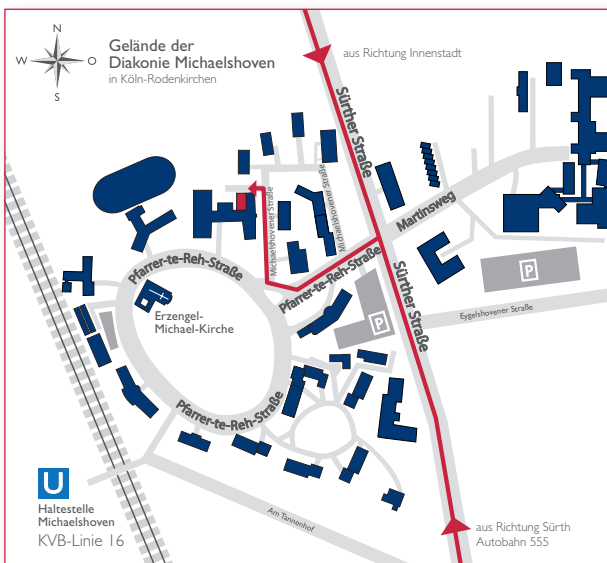 N
W
O
S
Gelände der
Diakonie Michaelshoven
in Köln-Rodenkirchen
aus Richtung Innenstadt
Sürther Straße
Michaelshovener Straße
Michaelshovener Straße
Martinsweg
Pfarrer-te-Reh-Straße
Pfarrer-te-Reh-Straße
Sürther Straße
P
Eygelshovener Straße
Erzengel-
Michael-Kirche
P
Pfarrer-te-Reh-Straße
U
Haltestelle
Michaelshoven
KVB-Linie 16
Am Tannenhof
aus Richtung Sürth
Autobahn 555